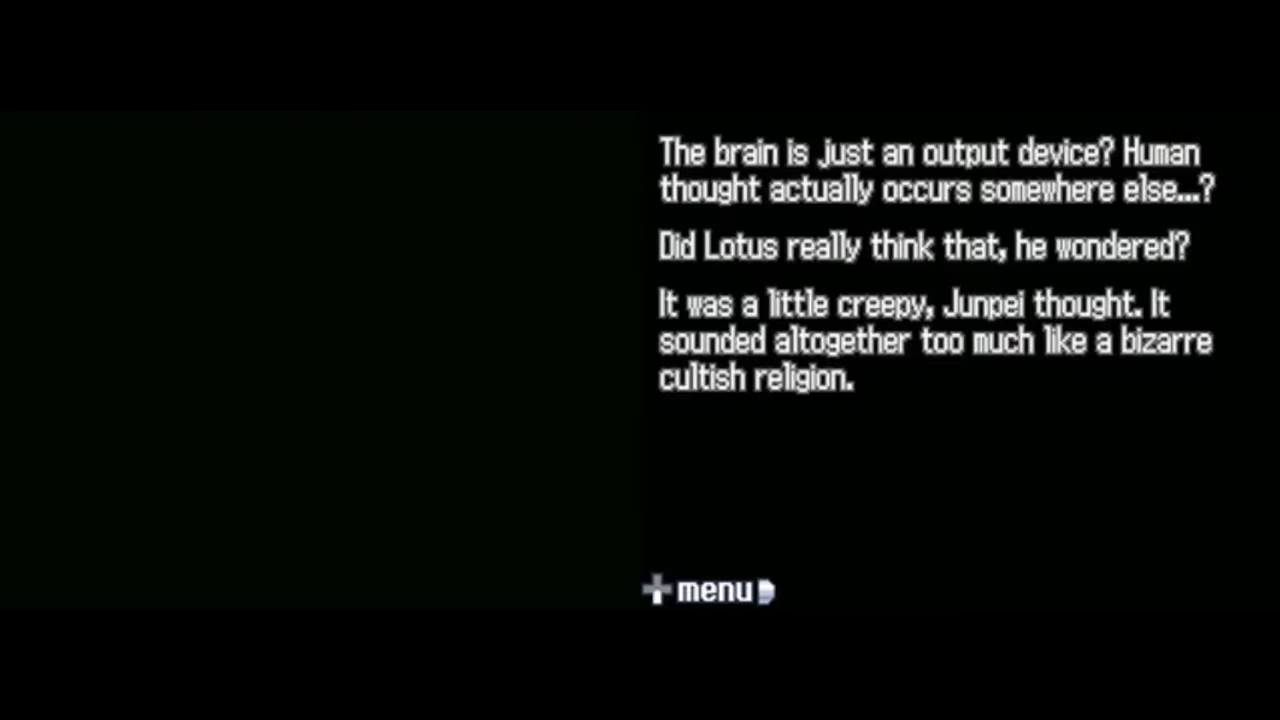 The brain is just an output device? Human
thought actually occurs somewhere else...?
Did Lotus really think that, he wondered?
It was a little creepy, Junpei thought. It
sounded altogether too much like a bizarre
cultish religion.
menu